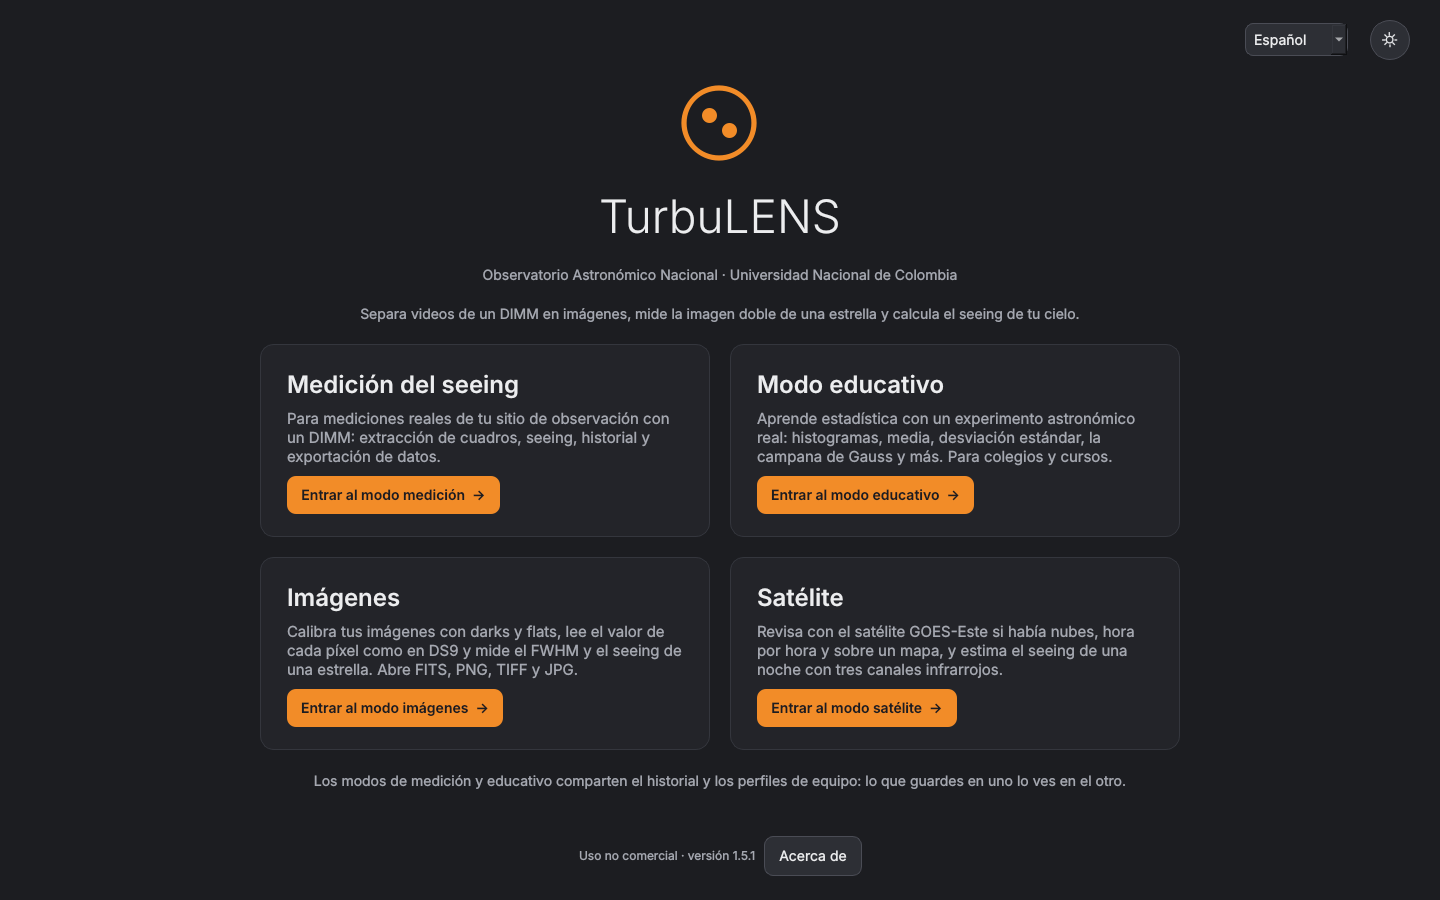 Español
TurbuLENS
Observatorio Astronómico Nacional · Universidad Nacional de Colombia
Separa videos de un DIMM en imágenes, mide la imagen doble de una estrella y calcula el seeing de tu cielo.
Medición del seeing
Para mediciones reales de tu sitio de observación con
un DIMM: extracción de cuadros, seeing, historial y
exportación de datos.
Entrar al modo medición →
Modo educativo
Aprende estadística con un experimento astronómico
real: histogramas, media, desviación estándar, la
campana de Gauss y más. Para colegios y cursos.
Entrar al modo educativo →
Imágenes
Calibra tus imágenes con darks y flats, lee el valor de
cada píxel como en DS9 y mide el FWHM y el seeing de
una estrella. Abre FITS, PNG, TIFF y JPG.
Entrar al modo imágenes →
Satélite
Revisa con el satélite GOES-Este si había nubes, hora
por hora y sobre un mapa, y estima el seeing de una
noche con tres canales infrarrojos.
Entrar al modo satélite →
Los modos de medición y educativo comparten el historial y los perfiles de equipo: lo que guardes en uno lo ves en el otro.
Uso no comercial · versión 1.5.1
Acerca de